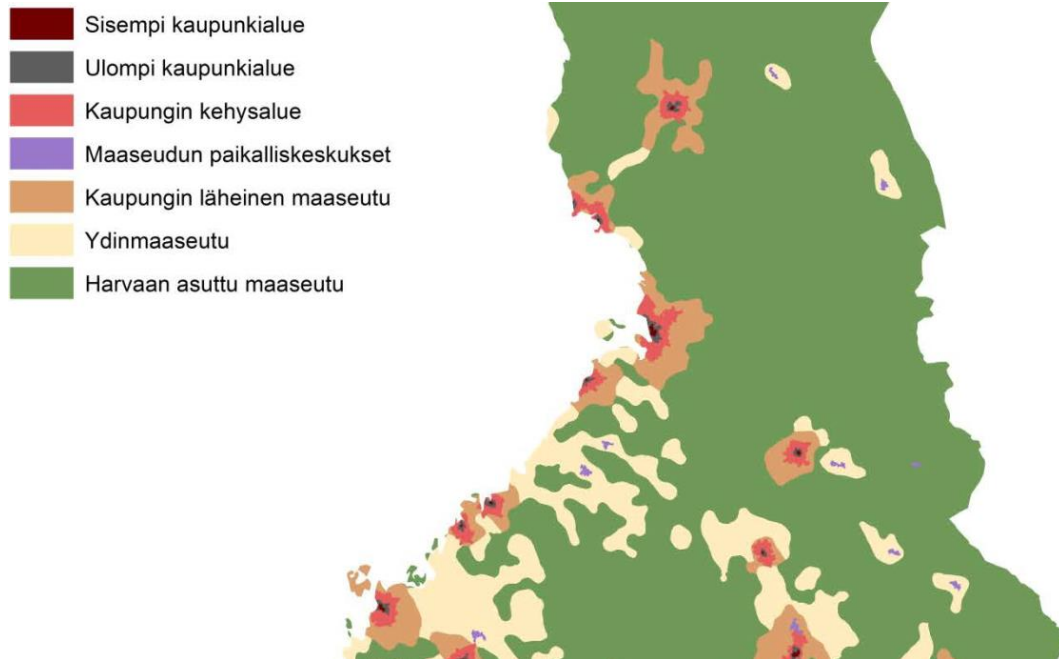 Sisempi kaupunkialue
Ulompi kaupunkialue
Kaupungin kehysalue
Maaseudun paikalliskeskukset
Kaupungin läheinen maaseutu
Ydinmaaseutu
Harvaan asuttu maaseutu